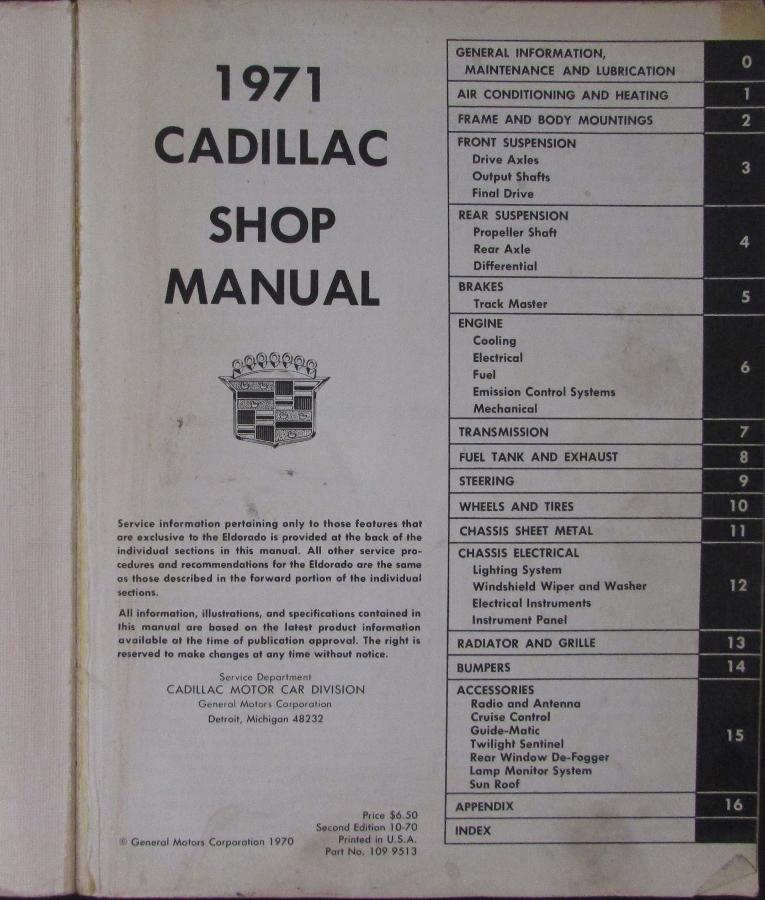 1971
CADILLAC
SHOP
MANUAL
Service information pertaining only to those features that
are exclusive to the Eldorado is provided at the back of the
individual sections in this manual. All other service pro-
cedures and recommendations for the Eldorado are the same
as those described in the forward portion of the individual
sections.
All information, illustrations, and specifications contained in
this manual are based on the latest product information
available at the time of publication approval. The right is
reserved to make changes at any time without notice.
Service Department
CADILLAC MOTOR CAR DIVISION
General Motors Corporation
Detroit, Michigan 48232
Price $6.50
Second Edition 10-70
Printed in U.S.A.
Part No. 109 9513
© General Motors Corporation 1970
GENERAL INFORMATION,
MAINTENANCE AND LUBRICATION 0
AIR CONDITIONING AND HEATING 1
FRAME AND BODY MOUNTINGS 2
FRONT SUSPENSION
Drive Axles
Output Shafts
Final Drive
3
REAR SUSPENSION
Propeller Shaft
Rear Axle
Differential
4
BRAKES
Track Master
5
ENGINE
Cooling
Electrical
Fuel
Emission Control Systems
Mechanical
6
TRANSMISSION 7
FUEL TANK AND EXHAUST 8
STEERING 9
WHEELS AND TIRES 10
CHASSIS SHEET METAL 11
CHASSIS ELECTRICAL
Lighting System
Windshield Wiper and Washer
Electrical Instruments
Instrument Panel
12
RADIATOR AND GRILLE 13
BUMPERS 14
ACCESSORIES
Radio and Antenna
Cruise Control
Guide-Matic
Twilight Sentinel
Rear Window De-Fogger
Lamp Monitor System
Sun Roof
15
APPENDIX 16
INDEX